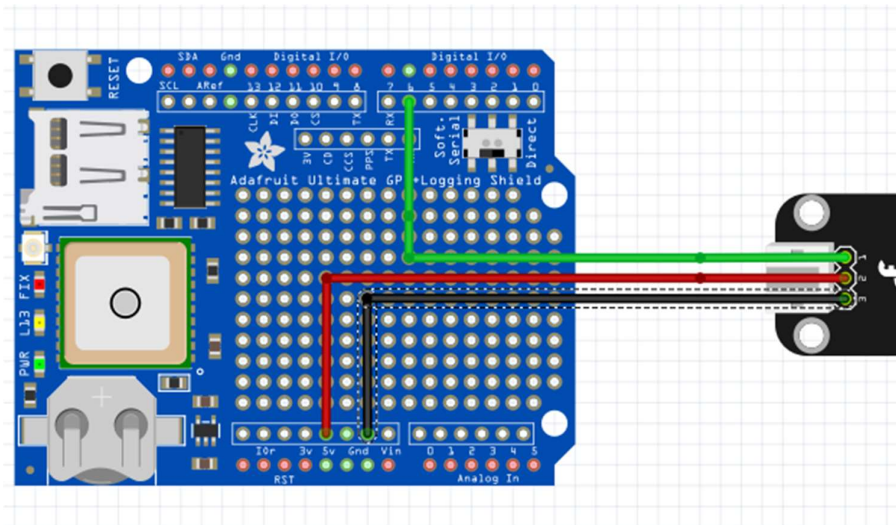 SDA Gnd Digital I/O Digital I/O
RESET
SCL ARef 13 12 11 10 9 8 7 6 5 4 3 2 1 0
CLK DI DO CS TX RX
Soft. Serial
Direct
3V CD CCS PPS TX
Adafruit Ultimate GP +Logging Shield
1
2
3
FIX
L13
PWR
IOr 3v 5v Gnd Vin 0 1 2 3 4 5
RST Analog In